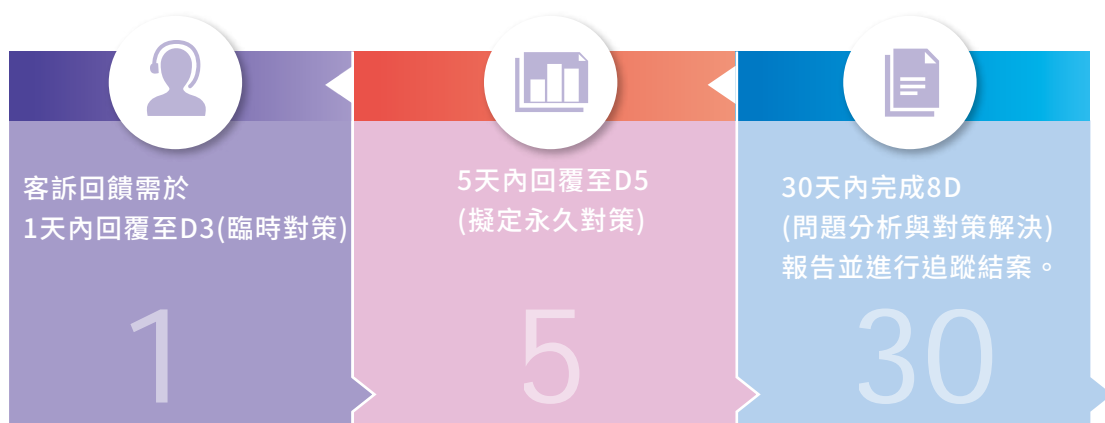 客訴回饋需於
1天內回覆至D3(臨時對策)
1
5天內回覆至D5
(擬定永久對策)
5
30天內完成8D
(問題分析與對策解決)
報告並進行追蹤結案。
30